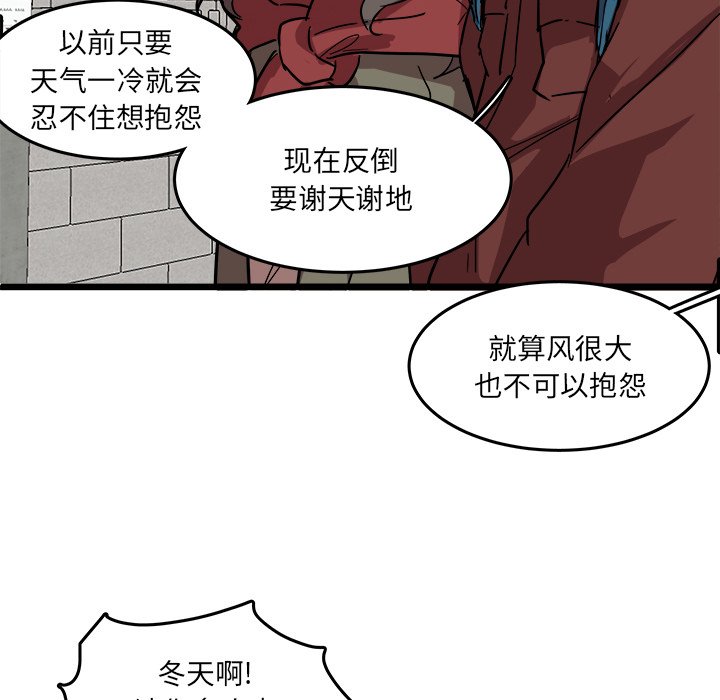 以前只要
天气一冷就会
忍不住想抱怨
现在反倒
要谢天谢地
就算风很大
也不可以抱怨
冬天啊!